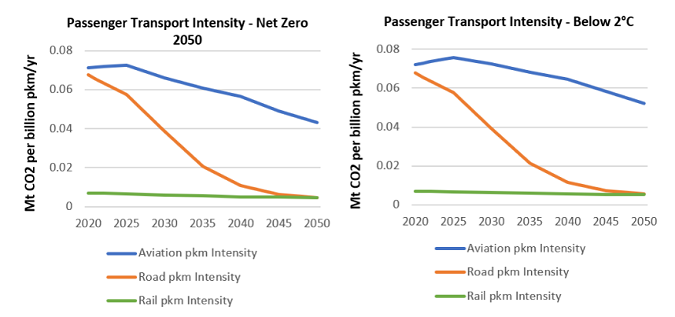 Passenger Transport Intensity - Net Zero
2050
Mt CO2 per billion pkm/yr
0.08
0.06
0.04
0.02
0
2020 2025 2030 2035 2040 2045 2050
Aviation pkm Intensity
Road pkm Intensity
Rail pkm Intensity
Passenger Transport Intensity - Below 2°C
Mt CO2 per billion pkm/yr
0.08
0.06
0.04
0.02
0
2020 2025 2030 2035 2040 2045 2050
Aviation pkm Intensity
Road pkm Intensity
Rail pkm Intensity